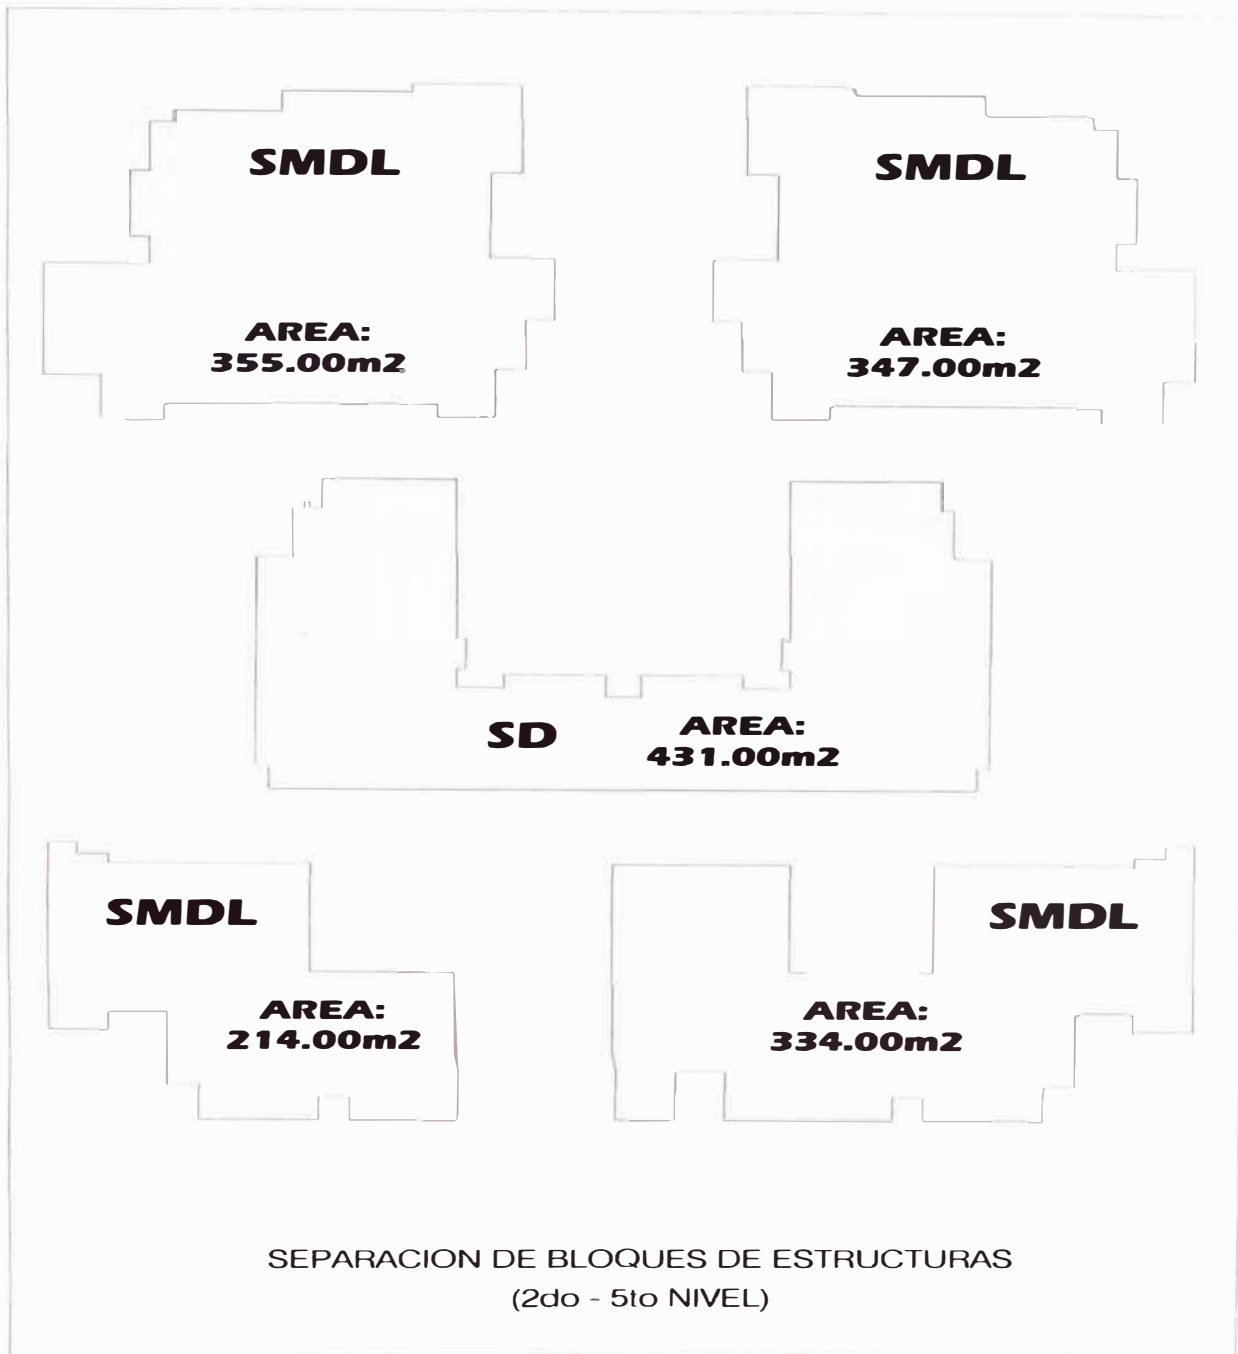 SMDL
AREA:
355.00m2
SMDL
AREA:
347.00m2
SD
AREA:
431.00m2
SMDL
AREA:
214.00m2
SMDL
AREA:
334.00m2
SEPARACION DE BLOQUES DE ESTRUCTURAS
(2do - 5to NIVEL)